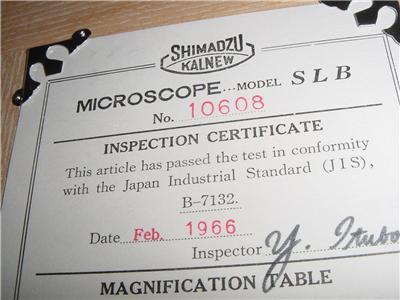 SHIMADZU
KALNEW
MICROSCOPE...MODEL SLB
No. 10608
INSPECTION CERTIFICATE
This article has passed the test in conformity
with the Japan Industrial Standard (JIS),
B-7132.
Date Feb. 1966
Inspector Y.
MAGNIFICATION TABLE